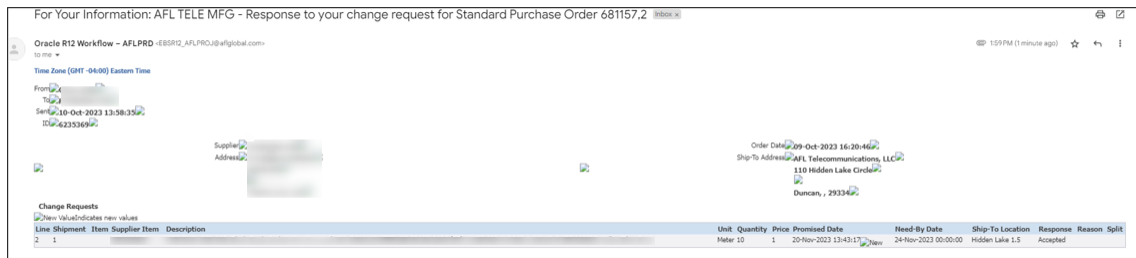 For Your Information: AFL TELE MFG - Response to your change request for Standard Purchase Order 681157,2 Inbox x
Oracle R12 Workflow – AFLPRD <EBSR12_AFLPROJ@aflglobal.com> 1:59 PM (1 minute ago)
to me
Time Zone (GMT -04:00) Eastern Time
From
To
Sent 10-Oct-2023 13:58:35
ID 6235369
Supplier Order Date 09-Oct-2023 16:20:46
Address Ship-To Address AFL Telecommunications, LLC
110 Hidden Lake Circle
Duncan, , 29334
Change Requests
New ValueIndicates new values
Line Shipment Item Supplier Item Description Unit Quantity Price Promised Date Need-By Date Ship-To Location Response Reason Split
2 1 Meter 10 1 20-Nov-2023 13:43:17 New 24-Nov-2023 00:00:00 Hidden Lake 1.5 Accepted